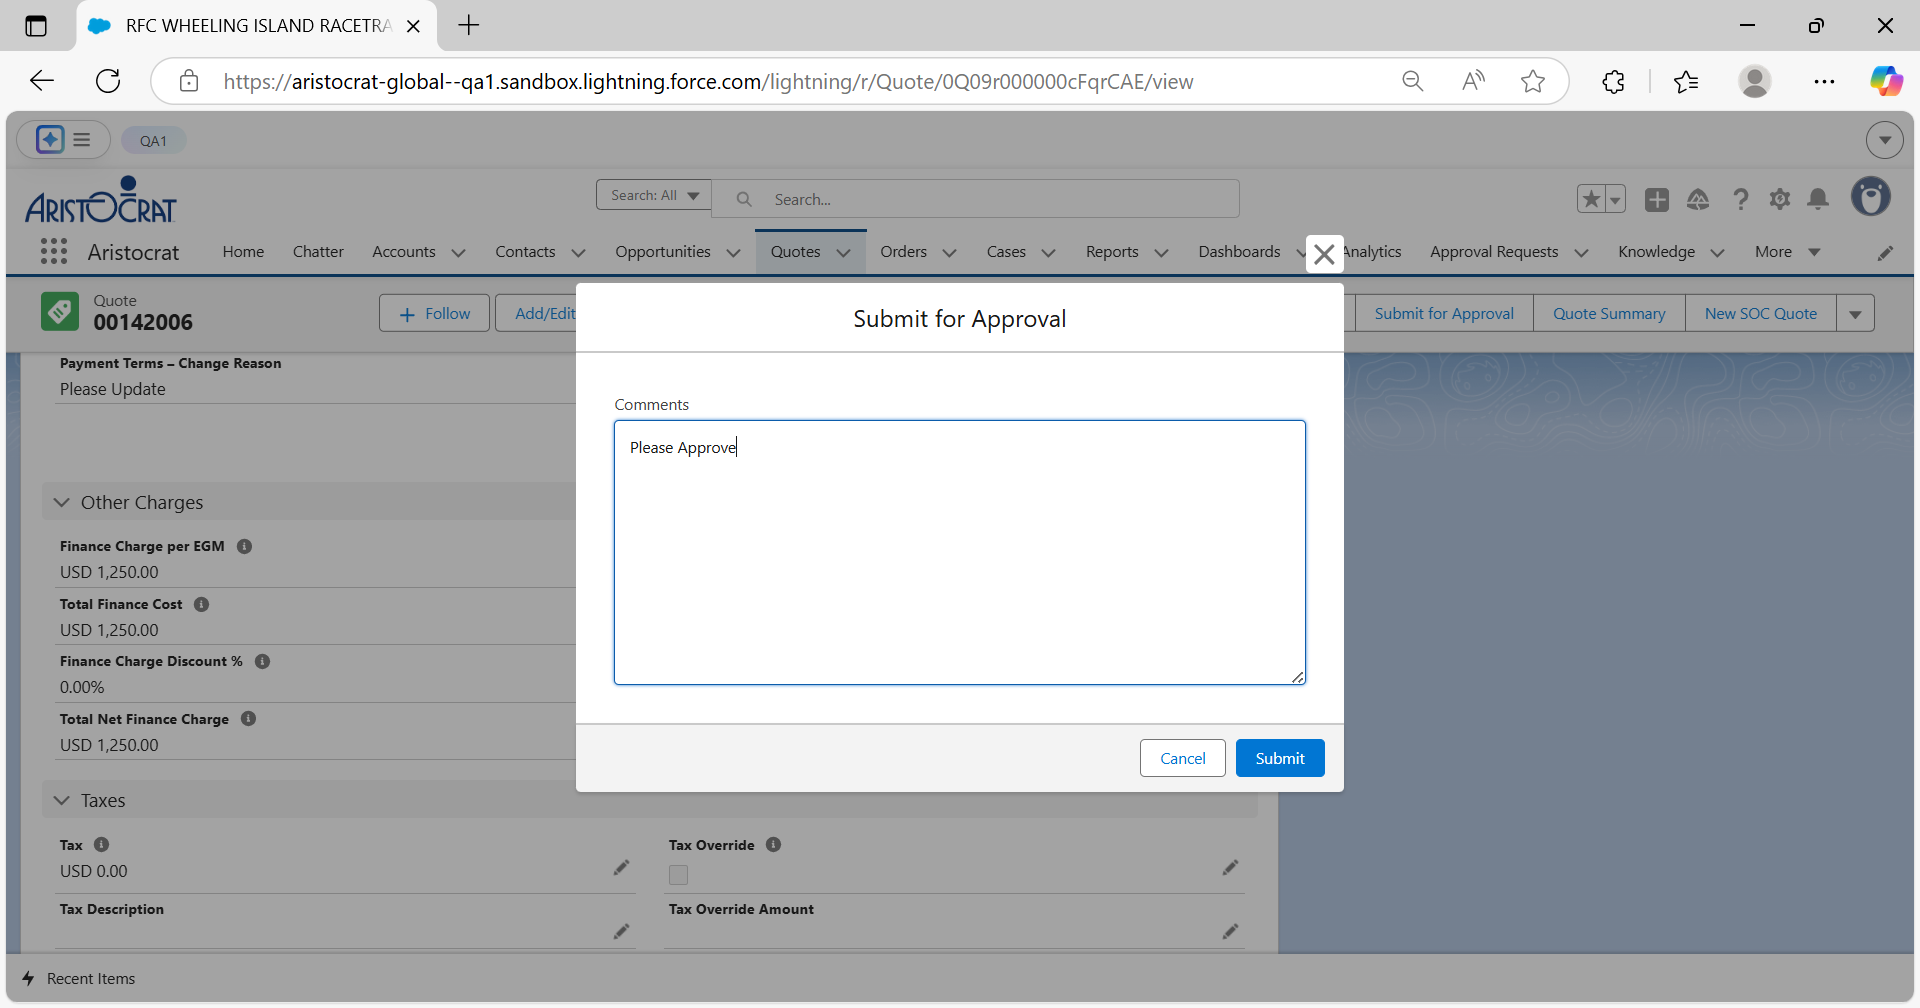 RFC WHEELING ISLAND RACETRA
https://aristocrat-global--qa1.sandbox.lightning.force.com/lightning/r/Quote/0Q09r000000cFqrCAE/view
QA1
ARISTOCRAT
Search: All
Search...
Aristocrat
Home
Chatter
Accounts
Contacts
Opportunities
Quotes
Orders
Cases
Reports
Dashboards
Analytics
Approval Requests
Knowledge
More
Quote
00142006
Follow
Add/Edit
Submit for Approval
Quote Summary
New SOC Quote
Submit for Approval
Comments
Please Approve
Cancel
Submit
Payment Terms – Change Reason
Please Update
Other Charges
Finance Charge per EGM
USD 1,250.00
Total Finance Cost
USD 1,250.00
Finance Charge Discount %
0.00%
Total Net Finance Charge
USD 1,250.00
Taxes
Tax
USD 0.00
Tax Override
Tax Description
Tax Override Amount
Recent Items